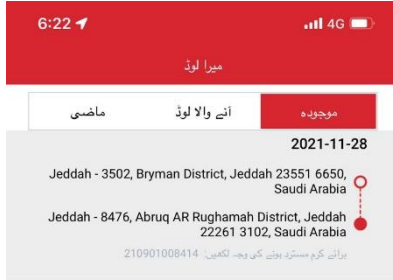 6:22 4G
میرا لوڈ
موجودہ آنے والا لوڈ ماضی
2021-11-28
Jeddah - 3502, Bryman District, Jeddah 23551 6650,
Saudi Arabia
Jeddah - 8476, Abruq AR Rughamah District, Jeddah
22261 3102, Saudi Arabia
برائے کرم مسترد ہونے کی وجہ لکھیں: 210901008414